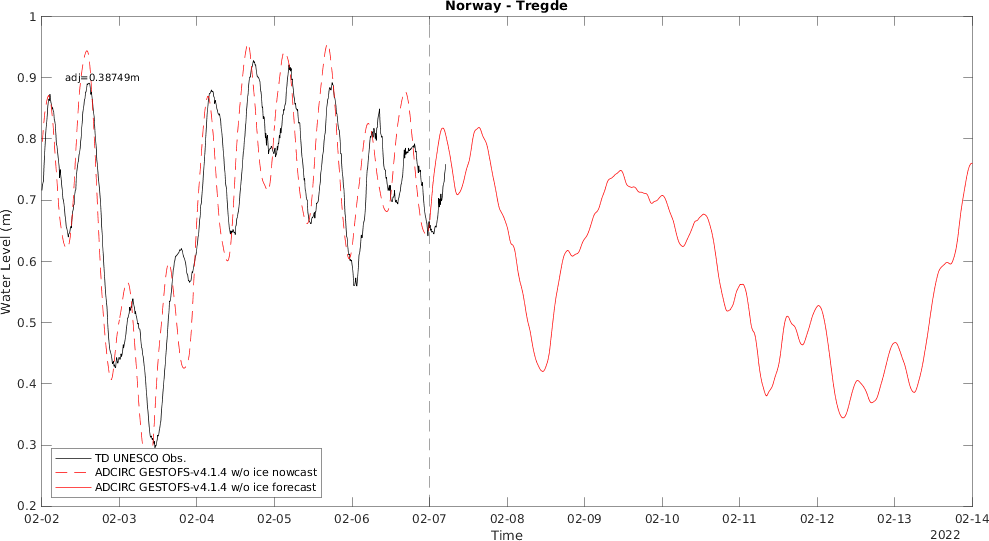 Norway - Tregde
1
0.9
0.8
0.7
0.6
0.5
0.4
0.3
0.2
Water Level (m)
adj=0.38749m
TD UNESCO Obs.
ADCIRC GESTOFS-v4.1.4 w/o ice nowcast
ADCIRC GESTOFS-v4.1.4 w/o ice forecast
02-02 02-03 02-04 02-05 02-06 02-07 02-08 02-09 02-10 02-11 02-12 02-13 02-14
Time
2022